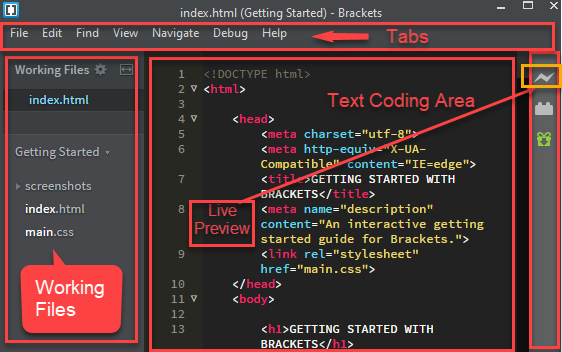 index.html (Getting Started) - Brackets
File Edit Find View Navigate Debug Help
Tabs
Working Files
index.html
Getting Started
screenshots
index.html
main.css
Working
Files
Text Coding Area
Live
Preview
1 <!DOCTYPE html>
2 <html>
3
4 <head>
5 <meta charset="utf-8">
6 <meta http-equiv="X-UA-
Compatible" content="IE=edge">
7 <title>GETTING STARTED WITH
BRACKETS</title>
8 <meta name="description"
content="An interactive getting
started guide for Brackets.">
9 <link rel="stylesheet"
href="main.css">
10 </head>
11 <body>
12
13 <h1>GETTING STARTED WITH
BRACKETS</h1>